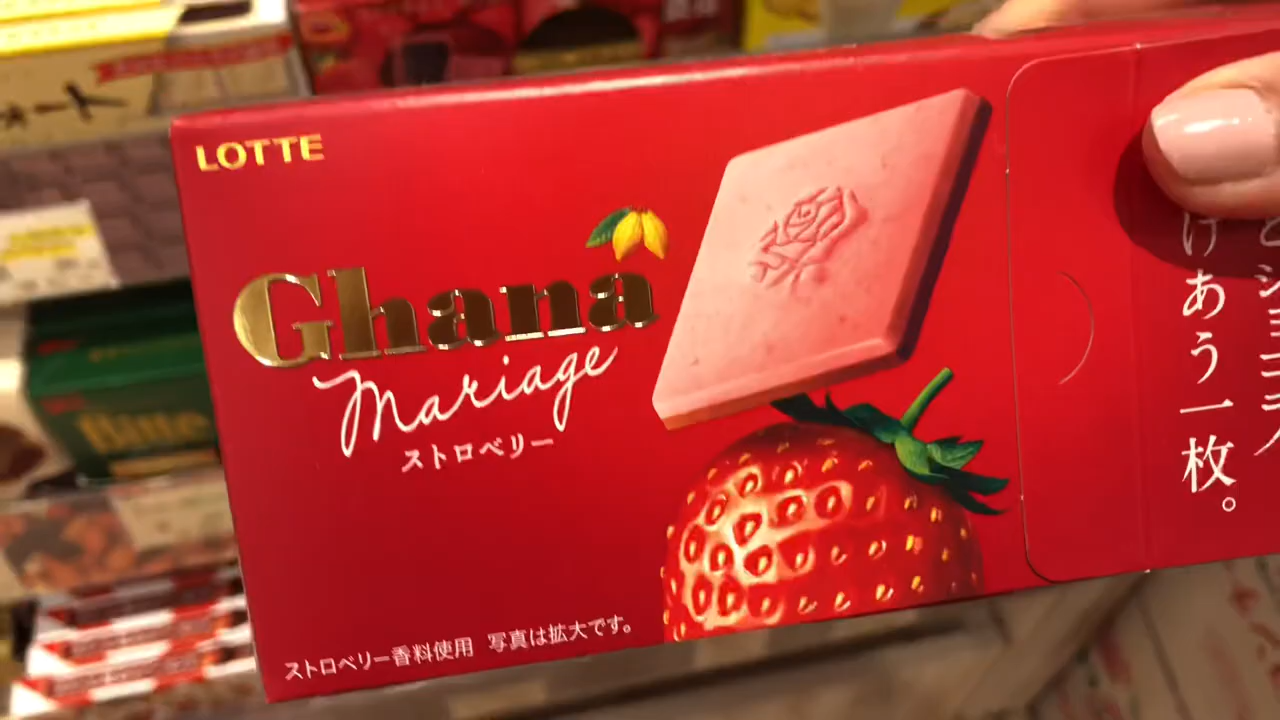 LOTTE
Ghana
Mariage
ストロベリー
ストロベリー香料使用 写真は拡大です。
けあう一枚。
Bitte